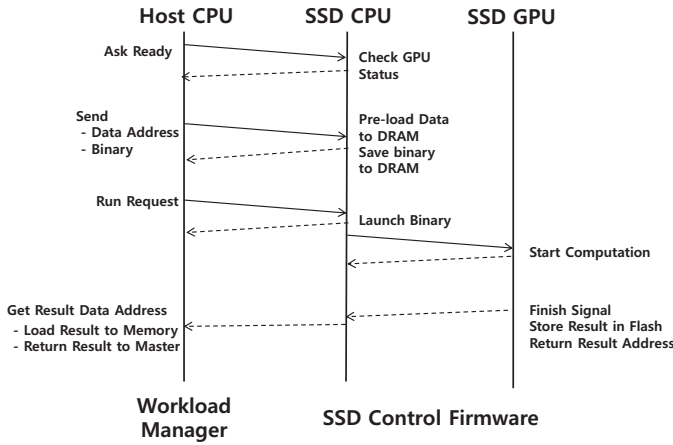 Host CPU
SSD CPU
SSD GPU
Ask Ready
Check GPU
Status
Send
- Data Address
- Binary
Pre-load Data
to DRAM
Save binary
to DRAM
Run Request
Launch Binary
Start Computation
Get Result Data Address
- Load Result to Memory
- Return Result to Master
Finish Signal
Store Result in Flash
Return Result Address
Workload
Manager
SSD Control Firmware